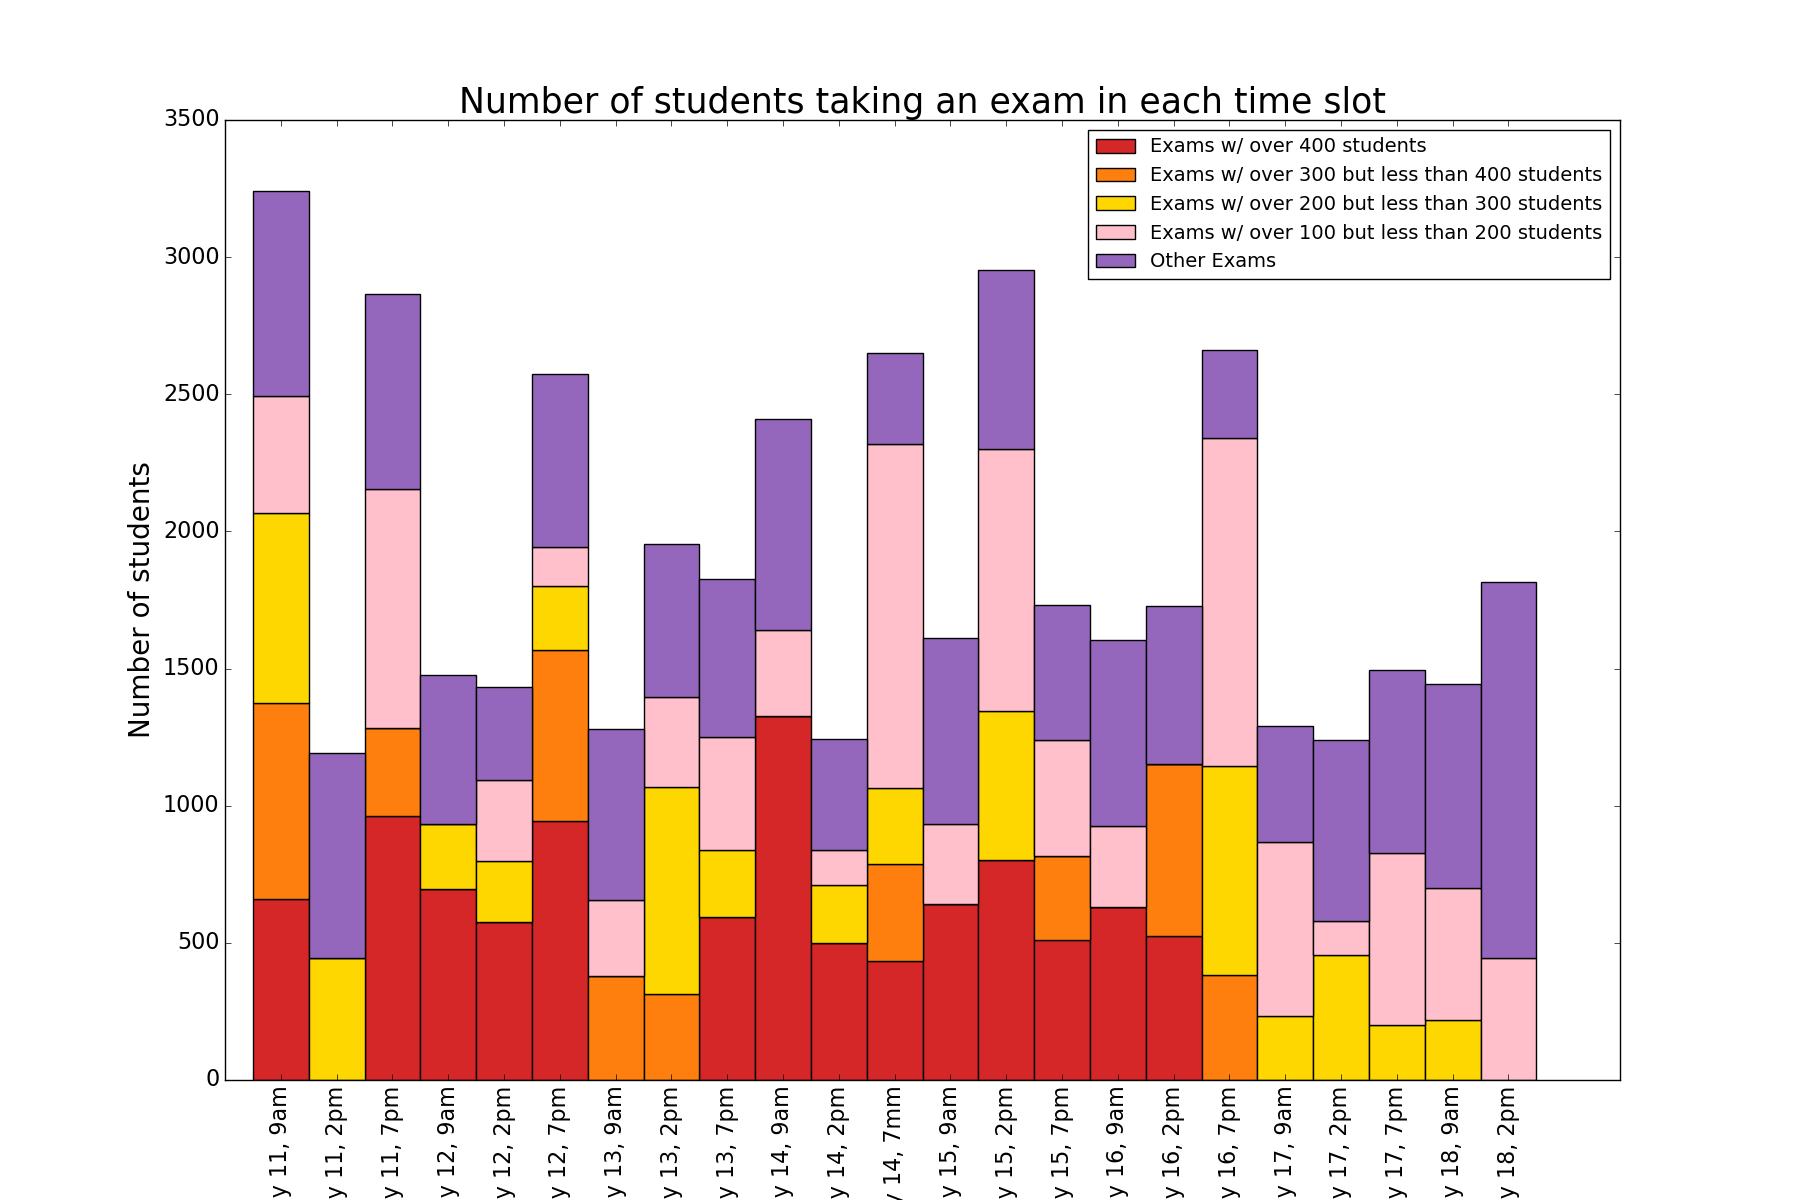 Number of students taking an exam in each time slot
Exams w/ over 400 students
Exams w/ over 300 but less than 400 students
Exams w/ over 200 but less than 300 students
Exams w/ over 100 but less than 200 students
Other Exams
Number of students
3500
3000
2500
2000
1500
1000
500
0
y 11, 9am
y 11, 2pm
y 11, 7pm
y 12, 9am
y 12, 2pm
y 12, 7pm
y 13, 9am
y 13, 2pm
y 13, 7pm
y 14, 9am
y 14, 2pm
y 14, 7mm
y 15, 9am
y 15, 2pm
y 15, 7pm
y 16, 9am
y 16, 2pm
y 16, 7pm
y 17, 9am
y 17, 2pm
y 17, 7pm
y 18, 9am
y 18, 2pm